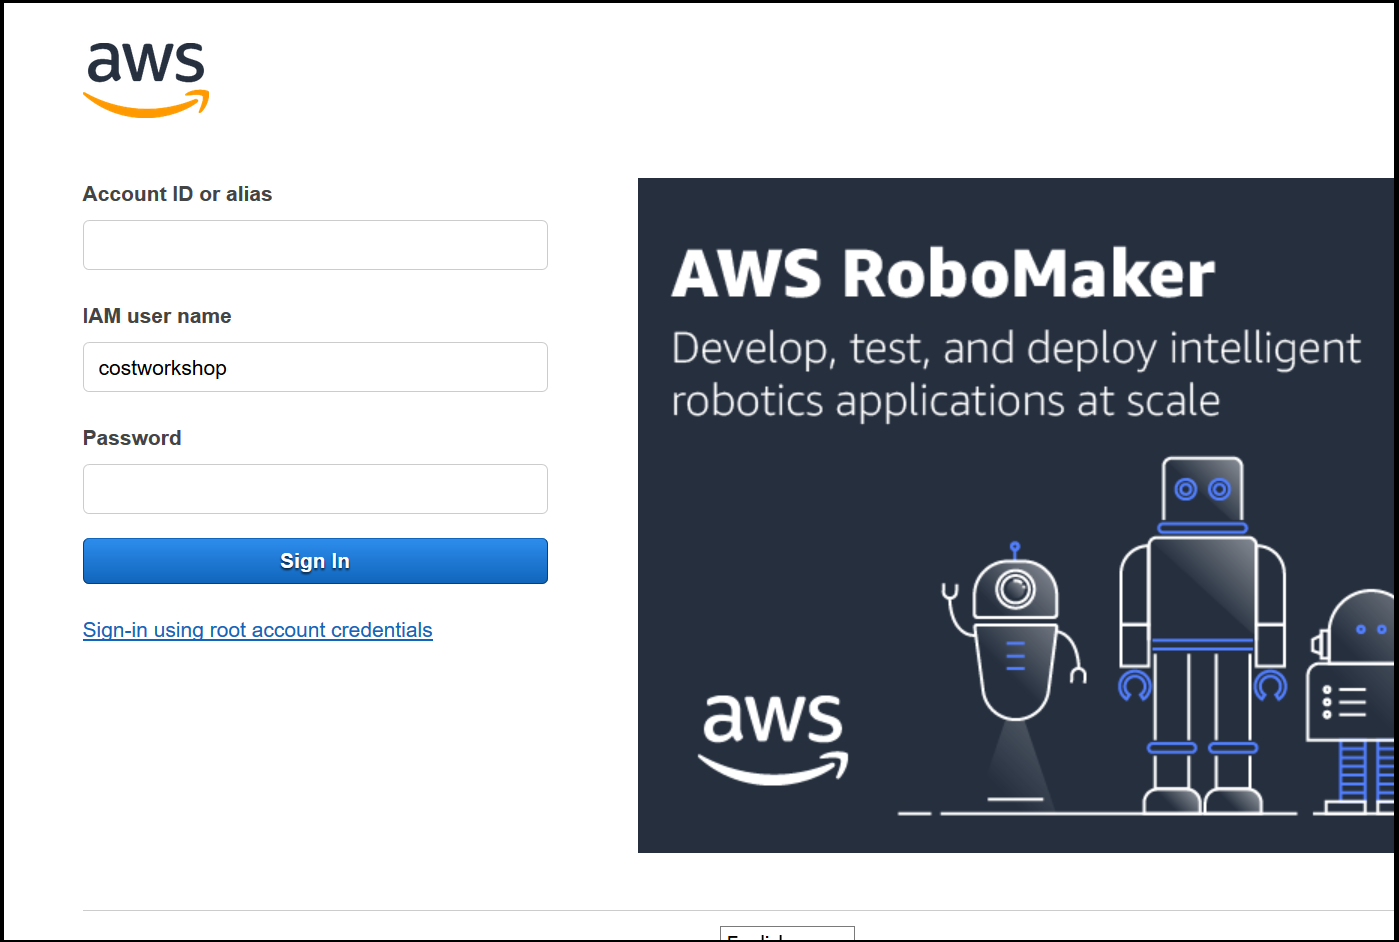 aws
Account ID or alias
IAM user name
costworkshop
Password
Sign In
Sign-in using root account credentials
AWS RoboMaker
Develop, test, and deploy intelligent
robotics applications at scale
aws
English